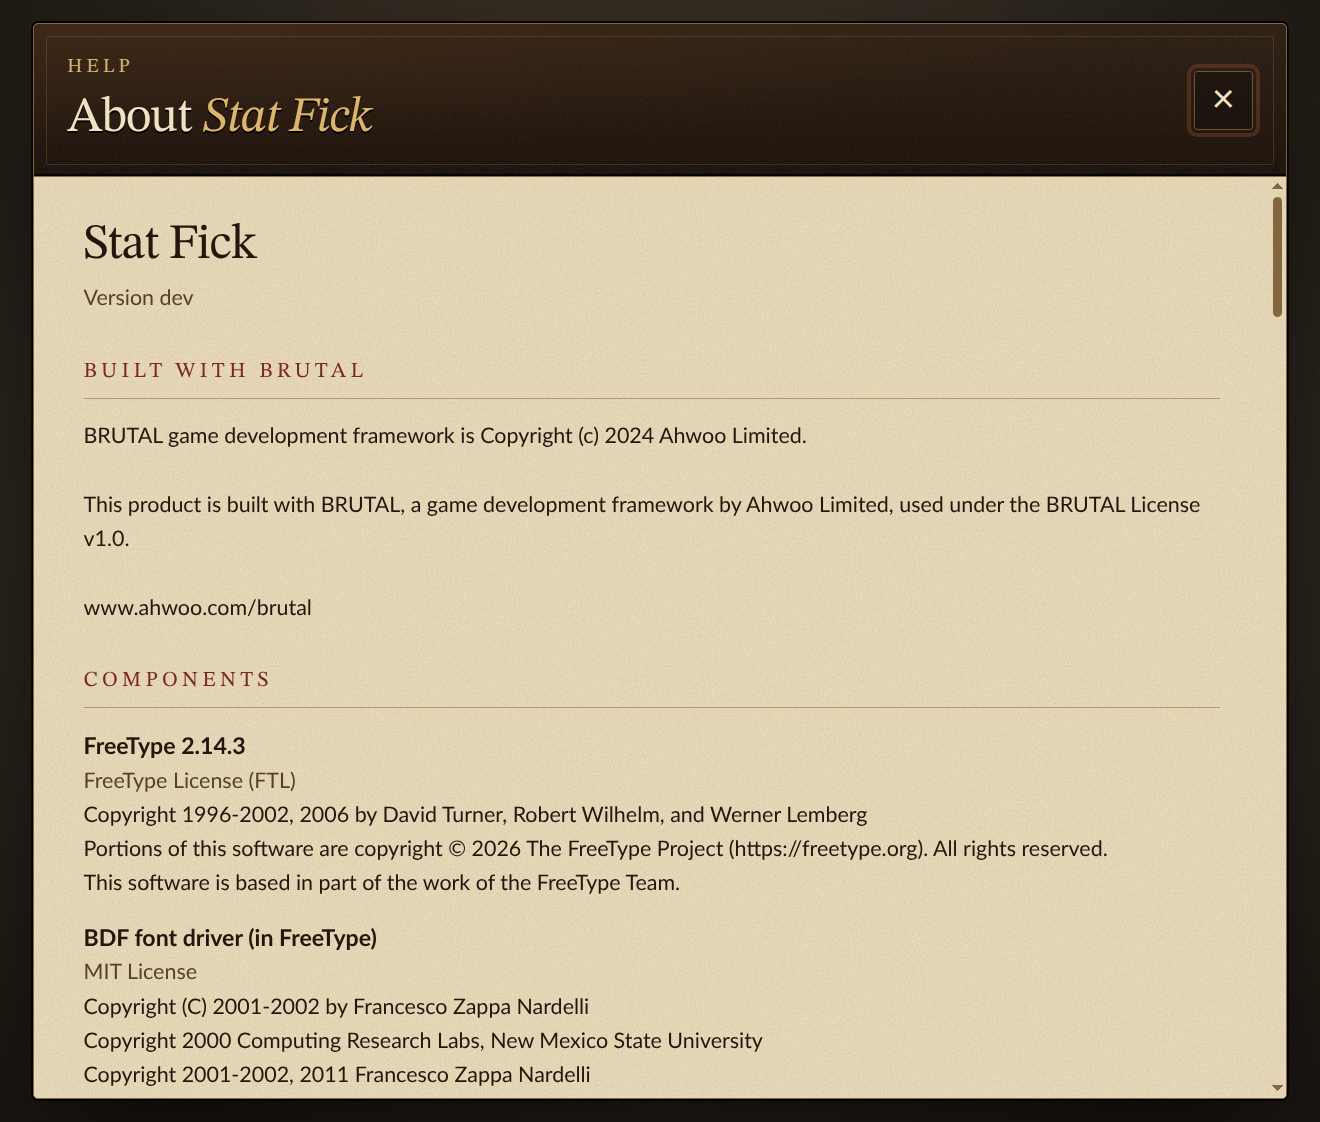 HELP
About Stat Fick
Stat Fick
Version dev
BUILT WITH BRUTAL
BRUTAL game development framework is Copyright (c) 2024 Ahwoo Limited.
This product is built with BRUTAL, a game development framework by Ahwoo Limited, used under the BRUTAL License
v1.0.
www.ahwoo.com/brutal
COMPONENTS
FreeType 2.14.3
FreeType License (FTL)
Copyright 1996-2002, 2006 by David Turner, Robert Wilhelm, and Werner Lemberg
Portions of this software are copyright © 2026 The FreeType Project (https://freetype.org). All rights reserved.
This software is based in part of the work of the FreeType Team.
BDF font driver (in FreeType)
MIT License
Copyright (C) 2001-2002 by Francesco Zappa Nardelli
Copyright 2000 Computing Research Labs, New Mexico State University
Copyright 2001-2002, 2011 Francesco Zappa Nardelli